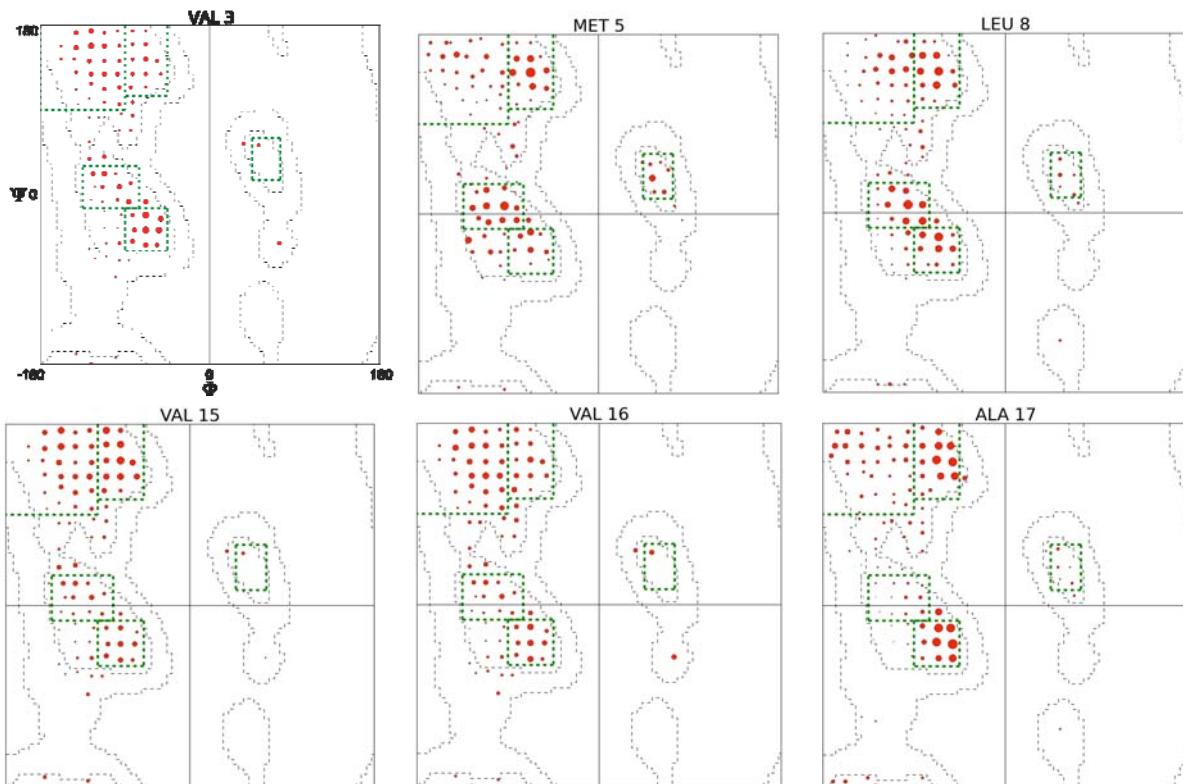 VAL 3
MET 5
LEU 8
180
Ψ 0
-180 0 180
Φ
VAL 15
VAL 16
ALA 17